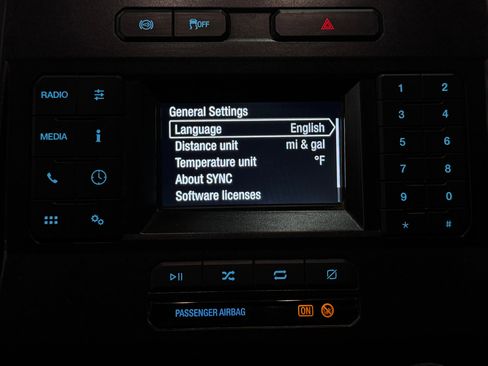 OFF
RADIO
MEDIA
General Settings
Language English
Distance unit mi & gal
Temperature unit °F
About SYNC
Software licenses
1 2
3 4
5 6
7 8
9 0
* #
PASSENGER AIRBAG ON